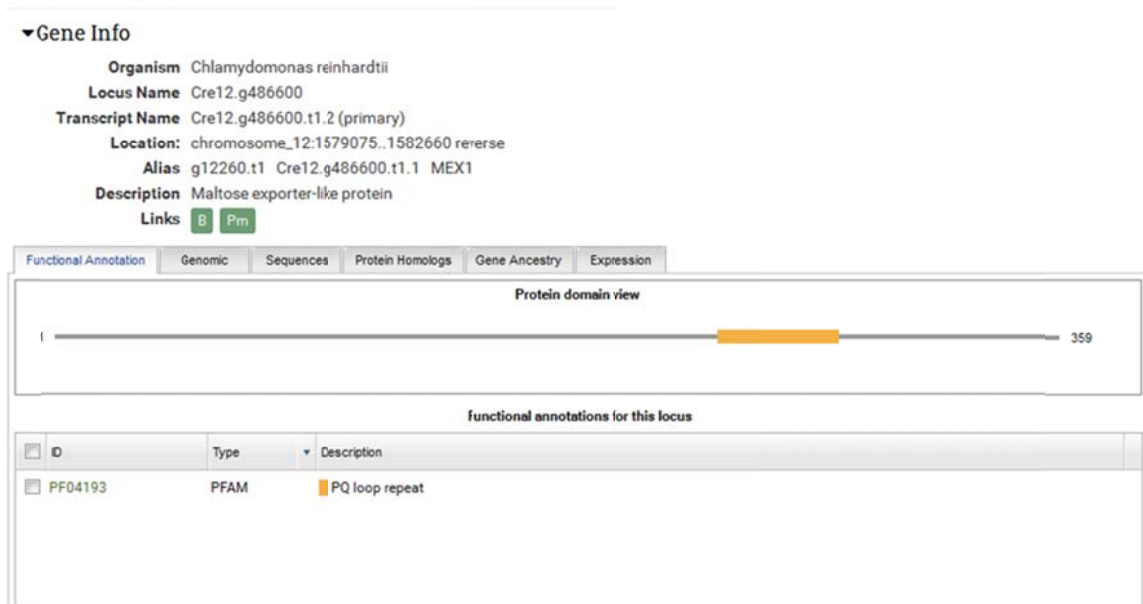 Gene Info
Organism Chlamydomonas reinhardtii
Locus Name Cre12.g486600
Transcript Name Cre12.g486600.t1.2 (primary)
Location: chromosome_12:1579075..1582660 reverse
Alias g12260.t1 Cre12.g486600.t1.1 MEX1
Description Maltose exporter-like protein
Links B Pm
Functional Annotation Genomic Sequences Protein Homologs Gene Ancestry Expression
Protein domain view
1 359
Functional annotations for this locus
ID Type Description
PF04193 PFAM PQ loop repeat